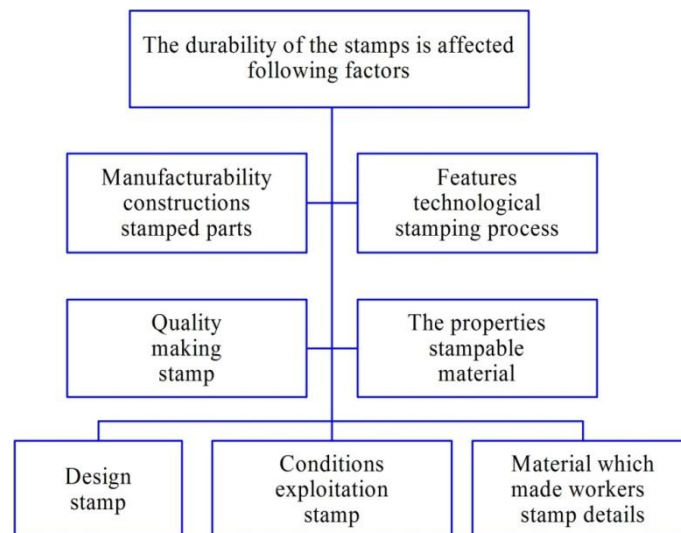 The durability of the stamps is affected
following factors
Manufacturability
constructions
stamped parts
Features
technological
stamping process
Quality
making
stamp
The properties
stampable
material
Design
stamp
Conditions
exploitation
stamp
Material which
made workers
stamp details